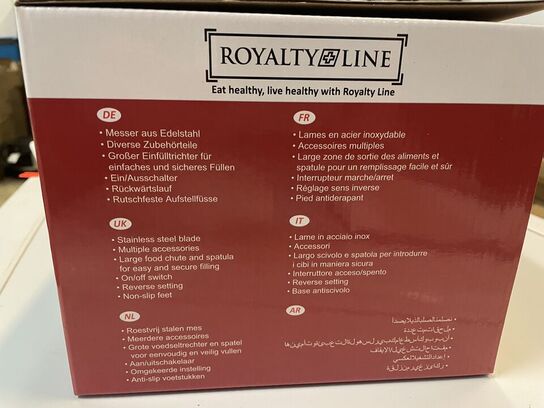 ROYALTY LINE
Eat healthy, live healthy with Royalty Line
DE
• Messer aus Edelstahl
• Diverse Zubehörteile
• Großer Einfülltrichter für
einfaches und sicheres Füllen
• Ein/Ausschalter
• Rückwärtslauf
• Rutschfeste Aufstellfüsse
UK
• Stainless steel blade
• Multiple accessories
• Large food chute and spatula
for easy and secure filling
• On/off switch
• Reverse setting
• Non-slip feet
NL
• Roestvrij stalen mes
• Meerdere accessoires
• Grote voedseltrechter en spatel
voor eenvoudig en veilig vullen
• Aan/uitschakelaar
• Omgekeerde instelling
• Anti-slip voetstukken
FR
• Lames en acier inoxydable
• Accessoires multiples
• Large zone de sortie des aliments et
spatule pour un remplissage facile et sûr
• Interrupteur marche/arret
• Réglage sens inverse
• Pied antiderapant
IT
• Lame in acciaio inox
• Accessori
• Largo scivolo e spatola per introdurre
i cibi in maniera sicura
• Interruttore acceso/spento
• Reverse setting
• Base antiscivolo
AR